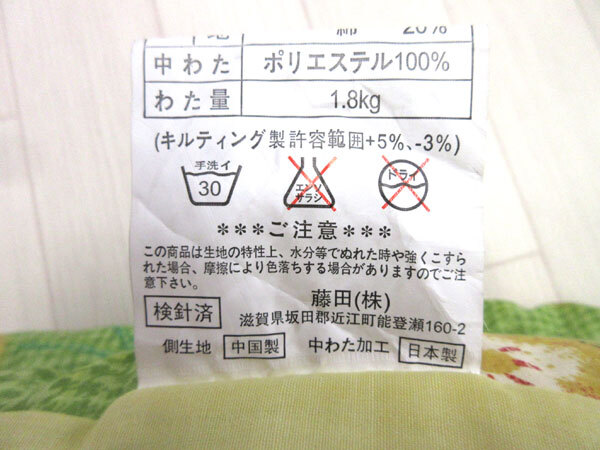 綿 20%
中わた ポリエステル100%
わた量 1.8kg
(キルティング製許容範囲+5%、-3%)
手洗イ
30
エンソ
サラシ
ドライ
***ご注意***
この商品は生地の特性上、水分等でぬれた時や強くこすら
れた場合、摩擦により色落ちする場合がありますのでご注
意下さい。
検針済
藤田(株)
滋賀県坂田郡近江町能登瀬160-2
側生地 中国製 中わた加工 日本製